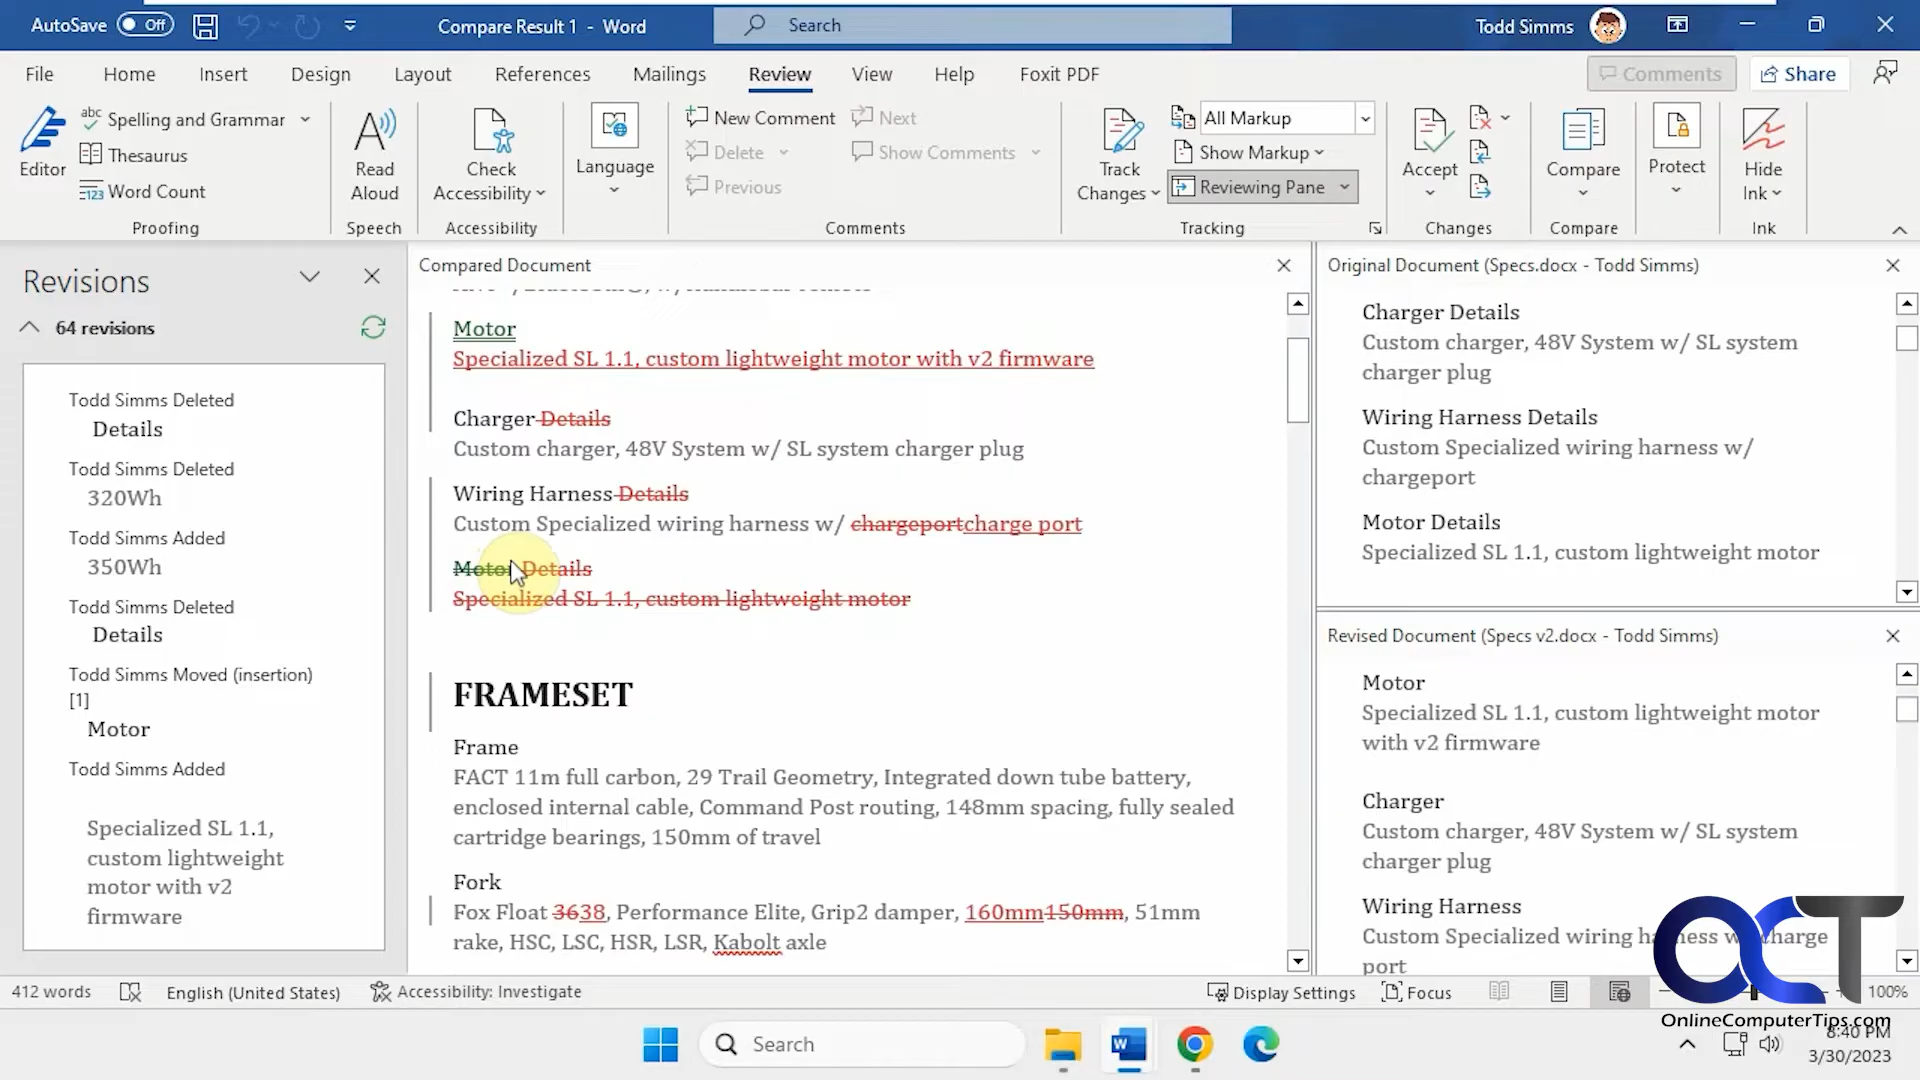 AutoSave Off
Compare Result 1 - Word
Search
Todd Simms
File Home Insert Design Layout References Mailings Review View Help Foxit PDF
Comments Share
Editor
abc Spelling and Grammar
Thesaurus
123 Word Count
Proofing
Read Aloud
Speech
Check Accessibility
Accessibility
Language
New Comment
Delete
Previous
Next
Show Comments
Comments
Track Changes
All Markup
Show Markup
Reviewing Pane
Tracking
Accept
Changes
Compare
Compare
Protect
Hide Ink
Ink
Revisions
64 revisions
Todd Simms Deleted
Details
Todd Simms Deleted
320Wh
Todd Simms Added
350Wh
Todd Simms Deleted
Details
Todd Simms Moved (insertion)
[1]
Motor
Todd Simms Added
Specialized SL 1.1,
custom lightweight
motor with v2
firmware
Compared Document
Motor
Specialized SL 1.1, custom lightweight motor with v2 firmware
Charger Details
Custom charger, 48V System w/ SL system charger plug
Wiring Harness Details
Custom Specialized wiring harness w/ chargeportcharge port
Motor Details
Specialized SL 1.1, custom lightweight motor
FRAMESET
Frame
FACT 11m full carbon, 29 Trail Geometry, Integrated down tube battery,
enclosed internal cable, Command Post routing, 148mm spacing, fully sealed
cartridge bearings, 150mm of travel
Fork
Fox Float 3638, Performance Elite, Grip2 damper, 160mm150mm, 51mm
rake, HSC, LSC, HSR, LSR, Kabolt axle
Original Document (Specs.docx - Todd Simms)
Charger Details
Custom charger, 48V System w/ SL system
charger plug
Wiring Harness Details
Custom Specialized wiring harness w/
chargeport
Motor Details
Specialized SL 1.1, custom lightweight motor
Revised Document (Specs v2.docx - Todd Simms)
Motor
Specialized SL 1.1, custom lightweight motor
with v2 firmware
Charger
Custom charger, 48V System w/ SL system
charger plug
Wiring Harness
Custom Specialized wiring harness w/ charge
port
412 words
English (United States)
Accessibility: Investigate
Display Settings
Focus
100%
OCT
OnlineComputerTips.com
Search
8:40 PM
3/30/2023